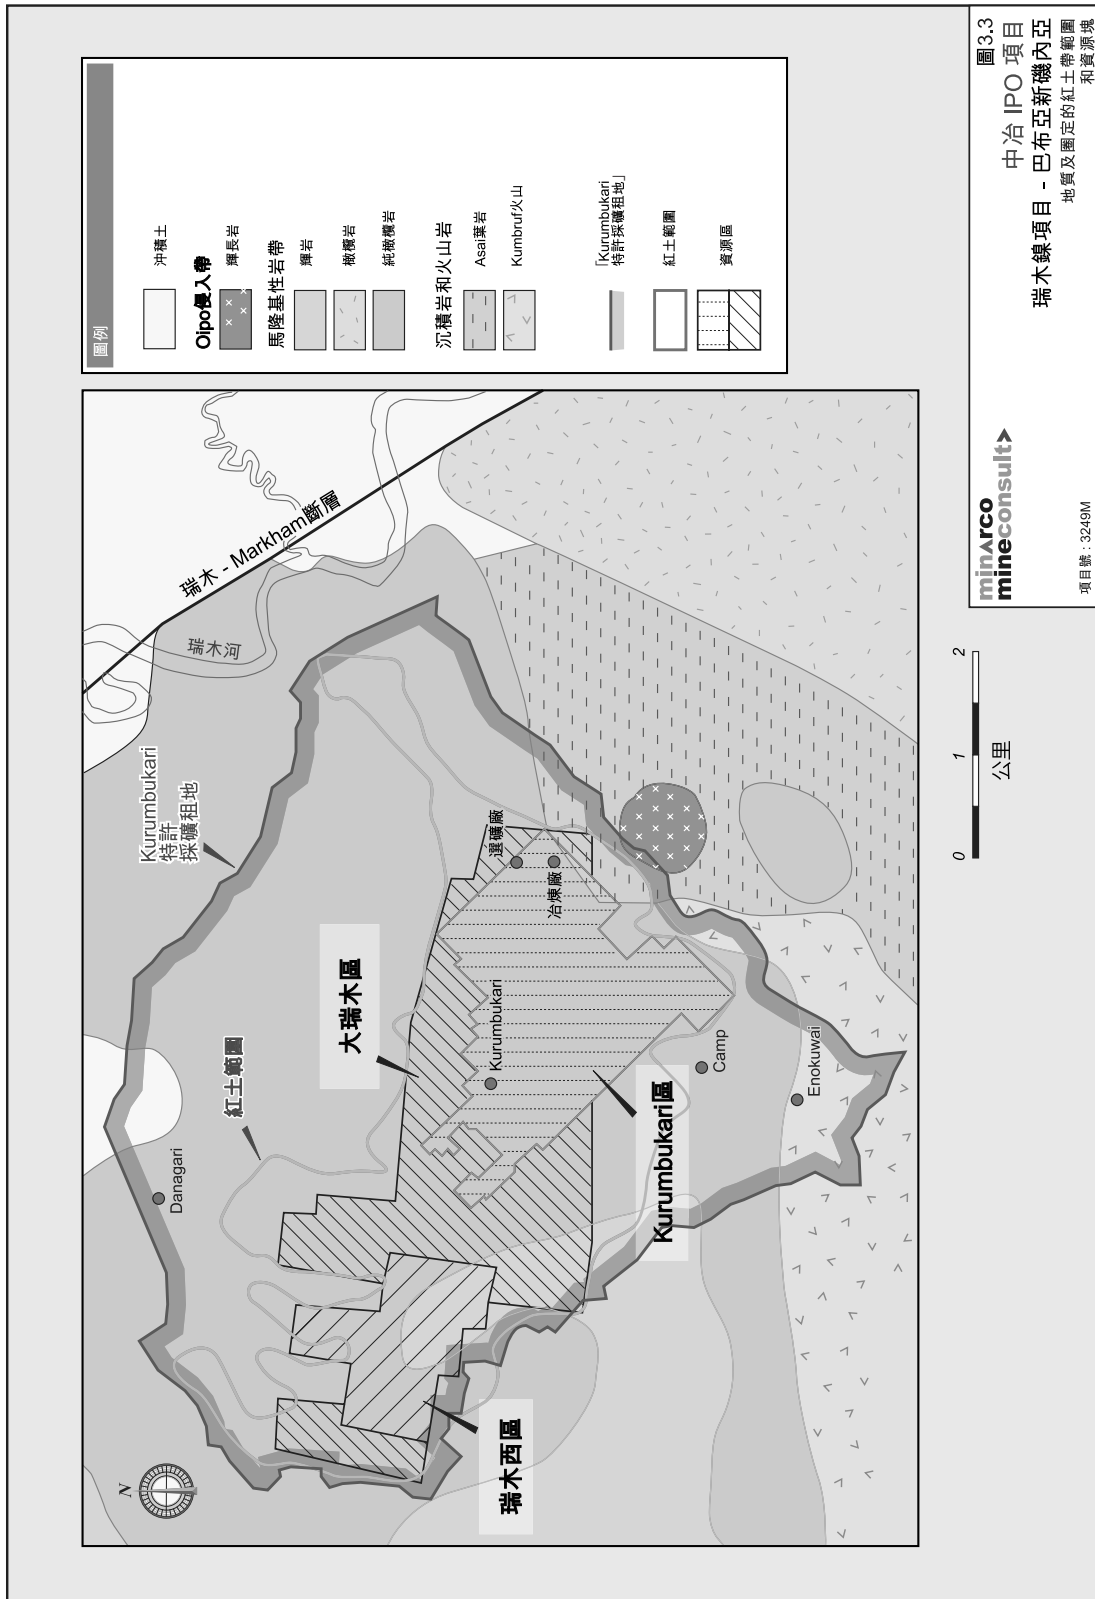 圖3.3
中冶 IPO 項目
瑞木鎳項目 - 巴布亞新磯內亞
地質及圈定的紅土帶範圍
和資源塊
minarco
mineconsult
項目號 : 3249M
圖例
沖積土
Oipo侵入帶
輝長岩
馬隆基性岩帶
輝岩
橄欖岩
純橄欖岩
沉積岩和火山岩
Asai葉岩
Kumbruf火山
「Kurumbukari
特許採礦租地」
紅土範圍
資源區
瑞木 - Markham斷層
瑞木河
Kurumbukari
特許
採礦租地
選礦廠
冶煉廠
大瑞木區
紅土範圍
Kurumbukari
Camp
Enokuwai
Danagari
Kurumbukari區
瑞木西區
N
0
1
2
公里